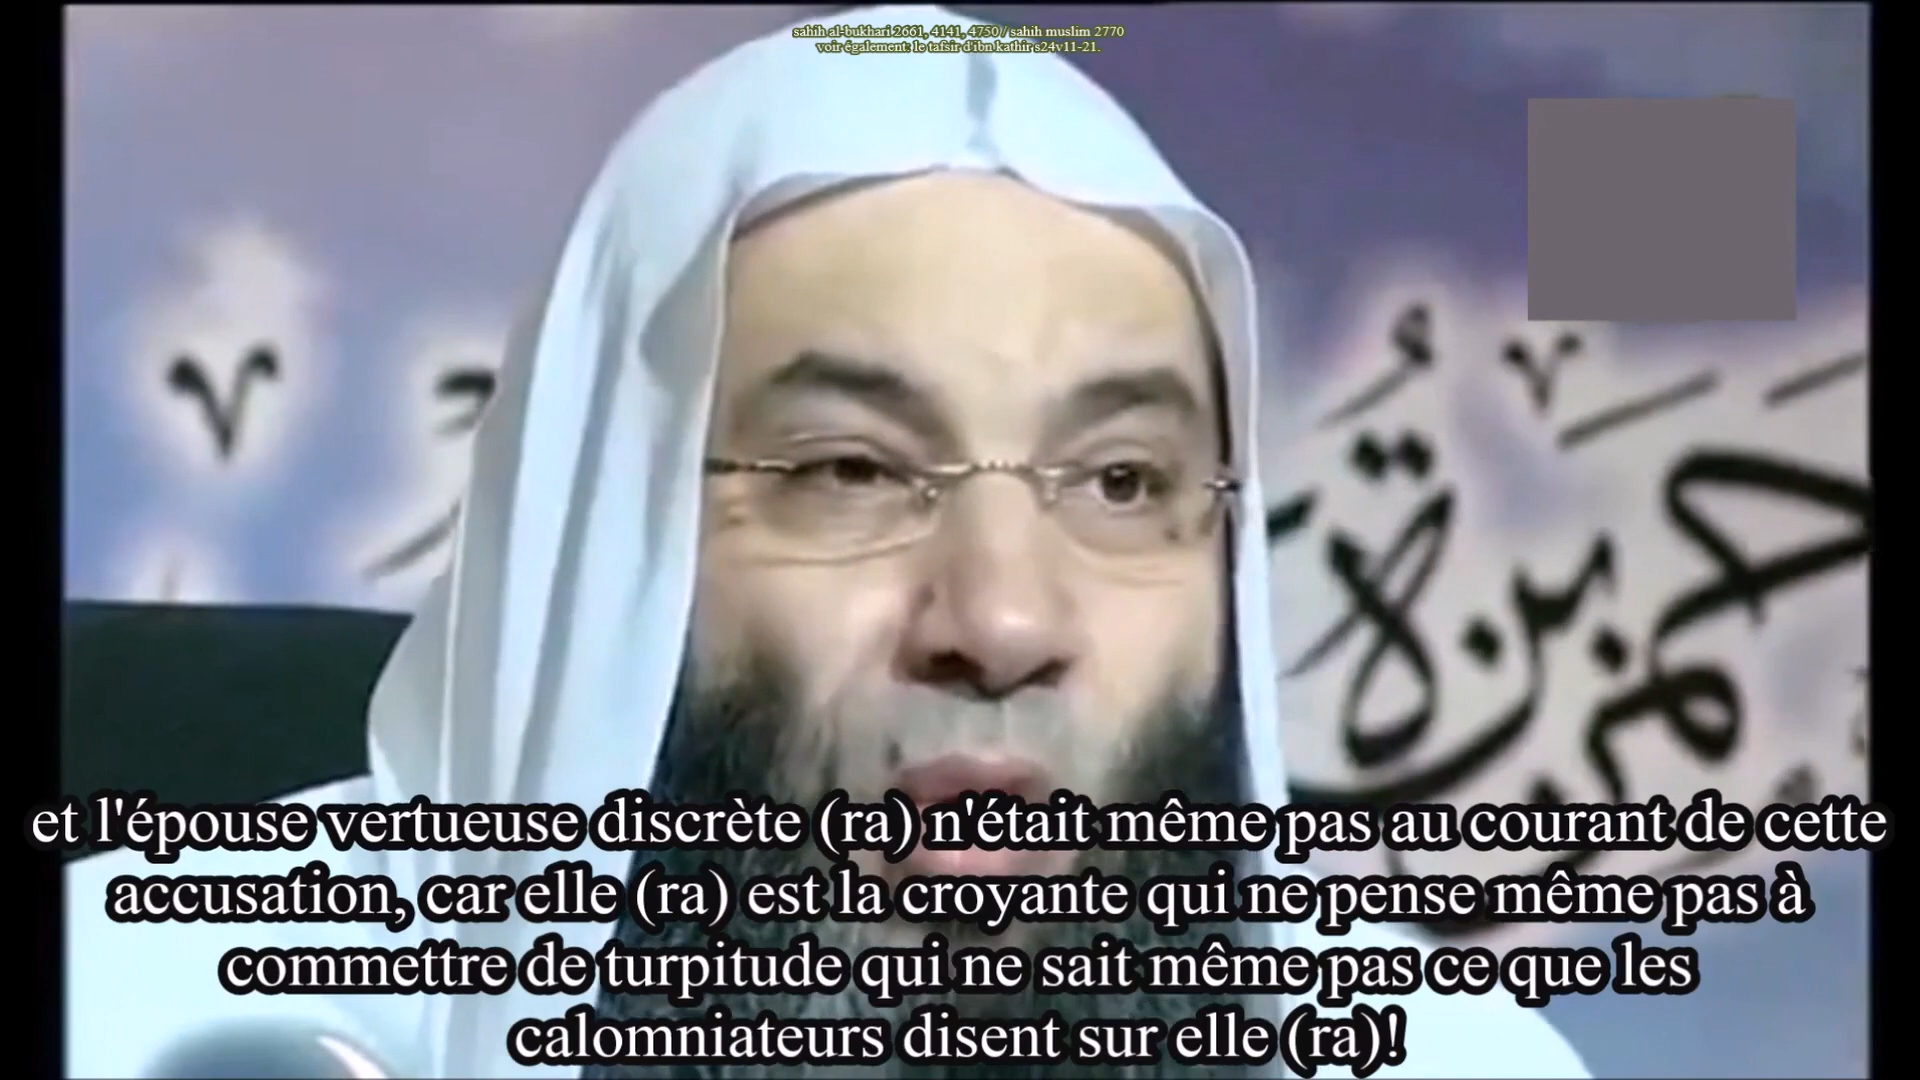 sahih al-bukhari 2661, 4141, 4750 / sahih muslim 2770
voir également: le tafsir d'ibn kathir s24v11-21.
et l'épouse vertueuse discrète (ra) n'était même pas au courant de cette
accusation, car elle (ra) est la croyante qui ne pense même pas à
commettre de turpitude qui ne sait même pas ce que les
calomniateurs disent sur elle (ra)!